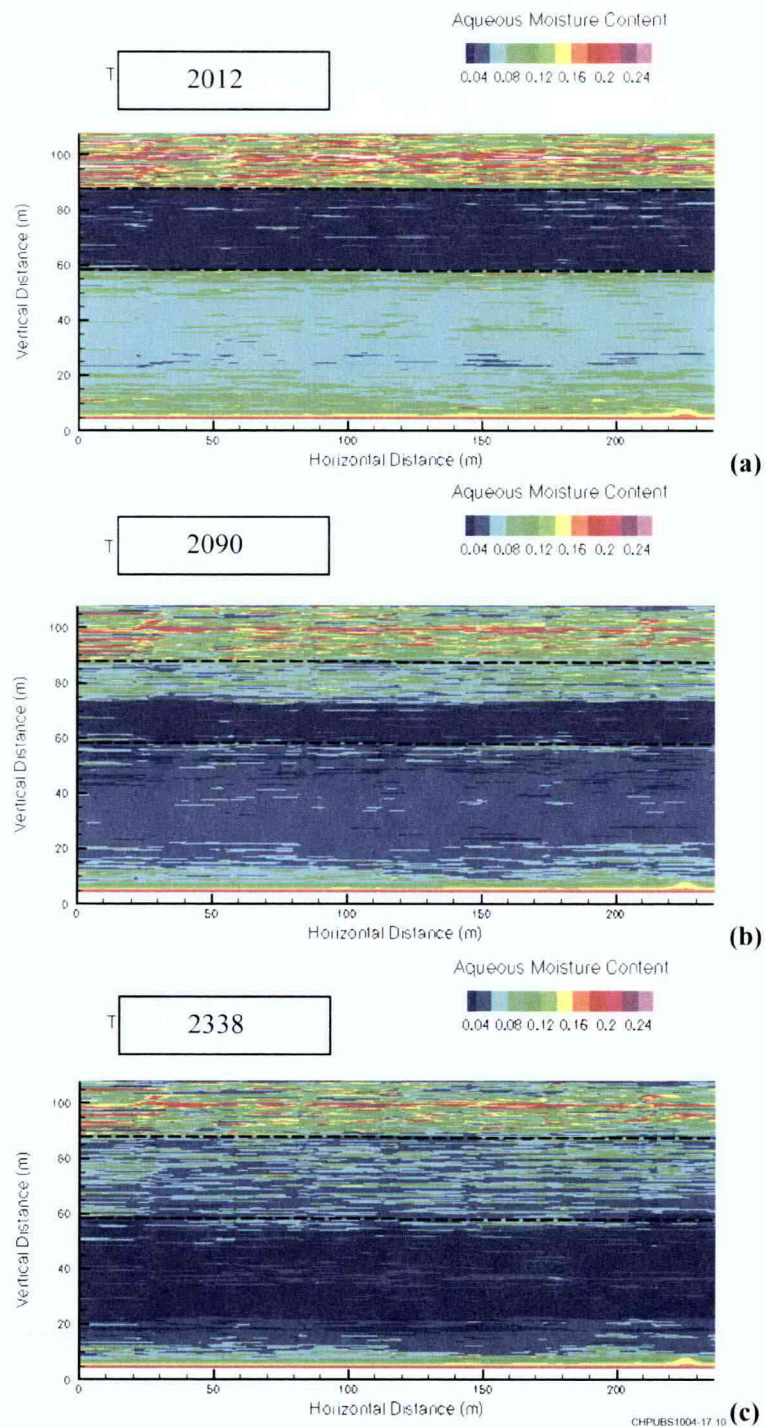 Aqueous Moisture Content
0.04 0.08 0.12 0.16 0.2 0.24
T 2012
100
80
60
40
20
0
Vertical Distance (m)
0 50 100 150 200
Horizontal Distance (m)
(a)
Aqueous Moisture Content
0.04 0.08 0.12 0.16 0.2 0.24
T 2090
100
80
60
40
20
0
Vertical Distance (m)
0 50 100 150 200
Horizontal Distance (m)
(b)
Aqueous Moisture Content
0.04 0.08 0.12 0.16 0.2 0.24
T 2338
100
80
60
40
20
0
Vertical Distance (m)
0 50 100 150 200
Horizontal Distance (m)
(c)
CHPUBS1004-17.10